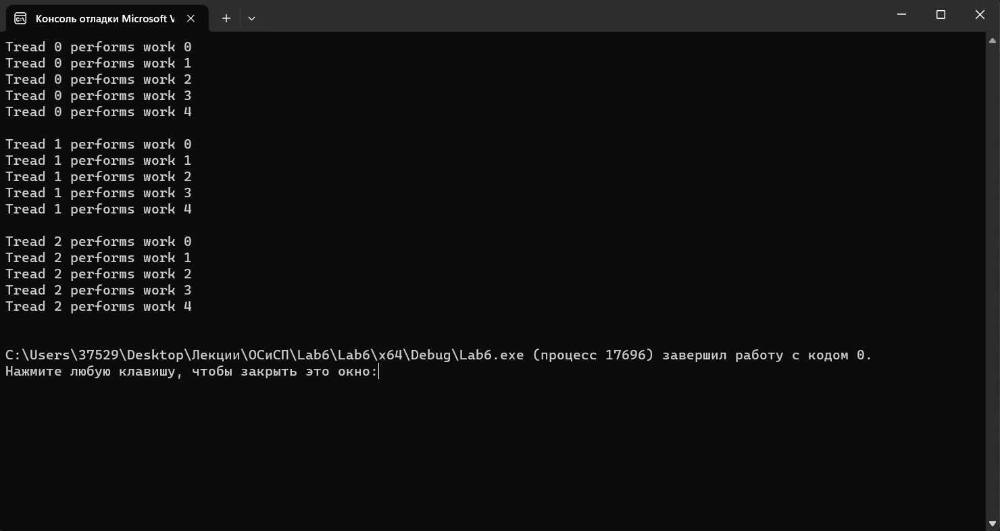 Консоль отладки Microsoft V
Tread 0 performs work 0
Tread 0 performs work 1
Tread 0 performs work 2
Tread 0 performs work 3
Tread 0 performs work 4
Tread 1 performs work 0
Tread 1 performs work 1
Tread 1 performs work 2
Tread 1 performs work 3
Tread 1 performs work 4
Tread 2 performs work 0
Tread 2 performs work 1
Tread 2 performs work 2
Tread 2 performs work 3
Tread 2 performs work 4
C:\Users\37529\Desktop\Лекции\ОСиСП\Lab6\Lab6\x64\Debug\Lab6.exe (процесс 17696) завершил работу с кодом 0.
Нажмите любую клавишу, чтобы закрыть это окно: